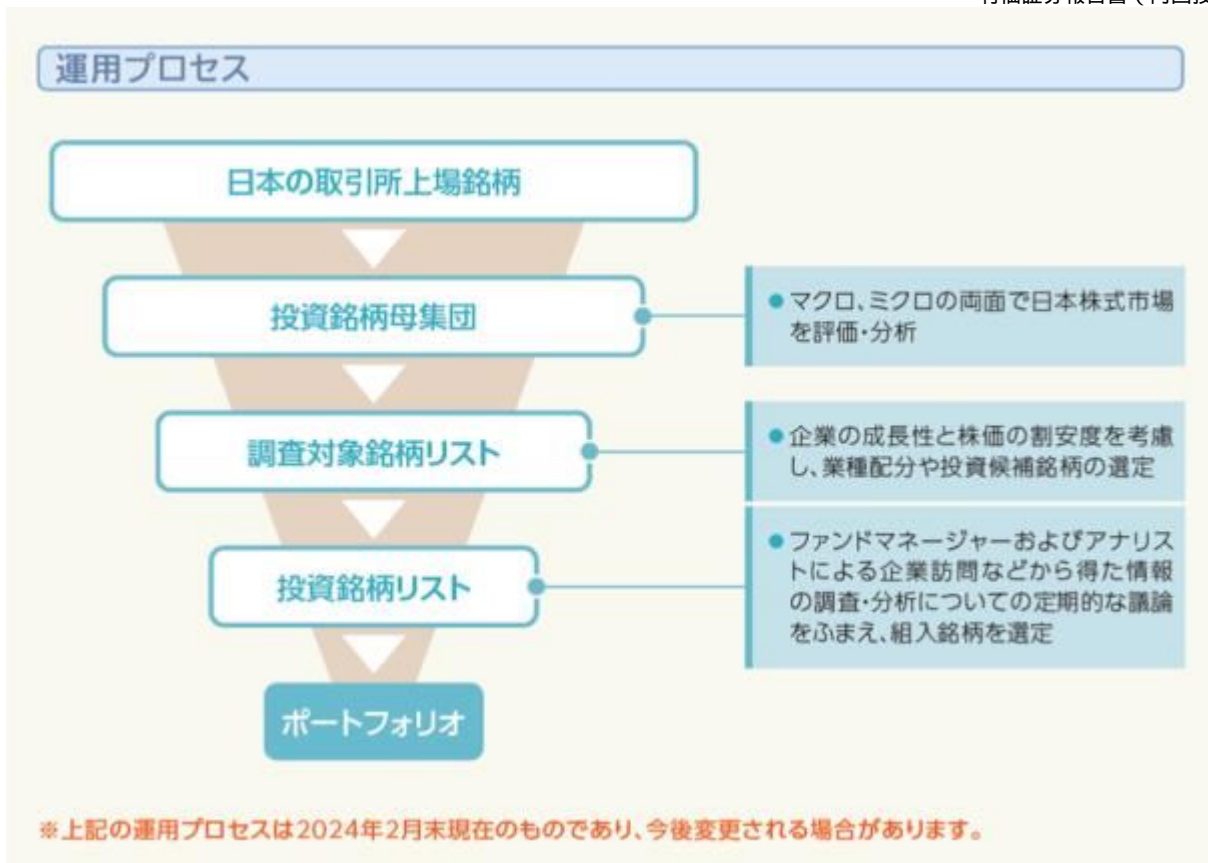 運用プロセス
日本の取引所上場銘柄
投資銘柄母集団
●マクロ、ミクロの両面で日本株式市場
を評価・分析
調査対象銘柄リスト
●企業の成長性と株価の割安度を考慮
し、業種配分や投資候補銘柄の選定
投資銘柄リスト
●ファンドマネージャーおよびアナリス
トによる企業訪問などから得た情報
の調査・分析についての定期的な議論
をふまえ、組入銘柄を選定
ポートフォリオ
※上記の運用プロセスは2024年2月末現在のものであり、今後変更される場合があります。